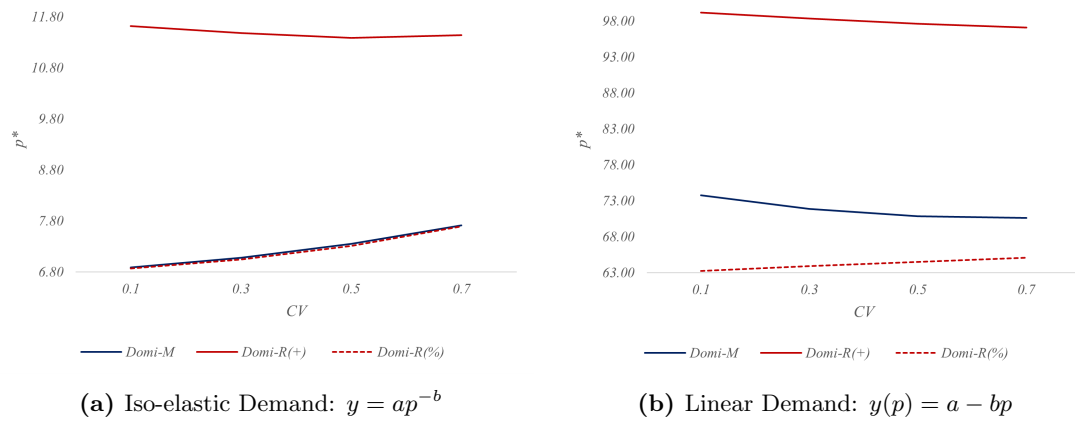 11.80
10.80
9.80
8.80
7.80
6.80
p*
0.1 0.3 0.5 0.7
CV
Domi-M Domi-R(+) Domi-R(%)
(a) Iso-elastic Demand: y = ap^{-b}
98.00
93.00
88.00
83.00
78.00
73.00
68.00
63.00
p*
0.1 0.3 0.5 0.7
CV
Domi-M Domi-R(+) Domi-R(%)
(b) Linear Demand: y(p) = a − bp